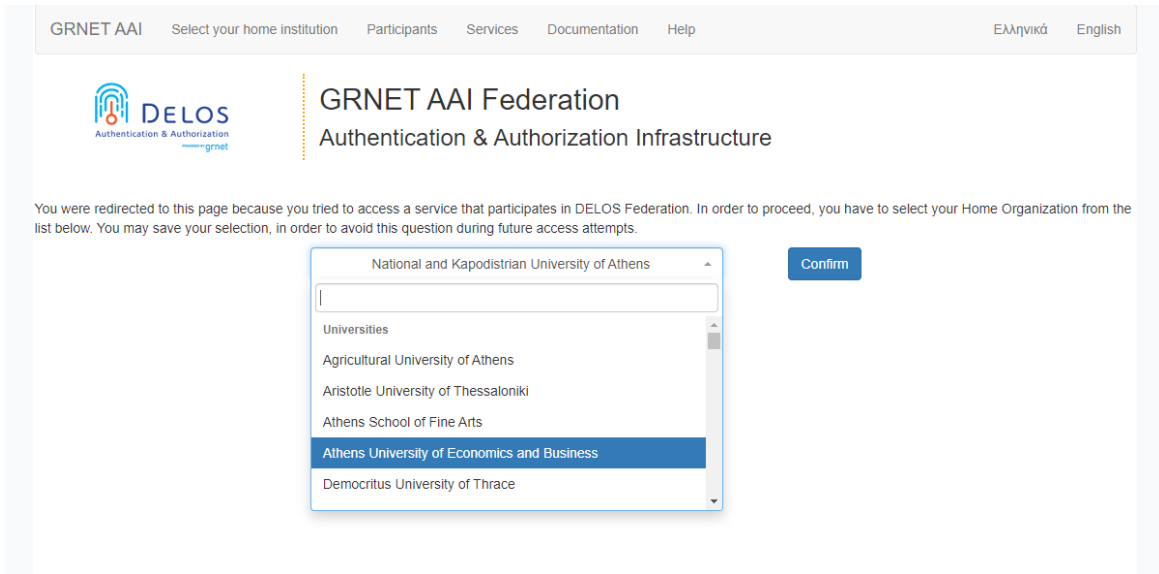 GRNET AAI Select your home institution Participants Services Documentation Help Ελληνικά English
DELOS
Authentication & Authorization
POWERED BY grnet
GRNET AAI Federation
Authentication & Authorization Infrastructure
You were redirected to this page because you tried to access a service that participates in DELOS Federation. In order to proceed, you have to select your Home Organization from the
list below. You may save your selection, in order to avoid this question during future access attempts.
National and Kapodistrian University of Athens
Confirm
Universities
Agricultural University of Athens
Aristotle University of Thessaloniki
Athens School of Fine Arts
Athens University of Economics and Business
Democritus University of Thrace